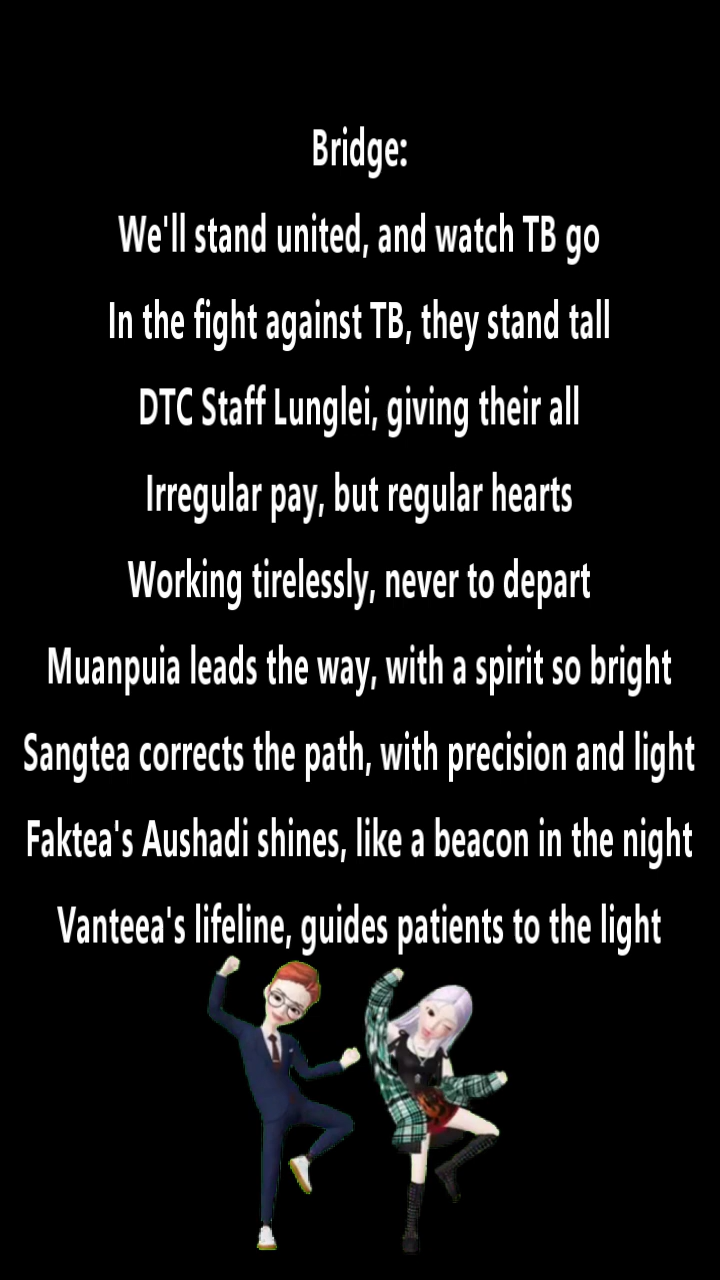 Bridge:
We'll stand united, and watch TB go
In the fight against TB, they stand tall
DTC Staff Lunglei, giving their all
Irregular pay, but regular hearts
Working tirelessly, never to depart
Muanpuia leads the way, with a spirit so bright
Sangtea corrects the path, with precision and light
Faktea's Aushadi shines, like a beacon in the night
Vanteea's lifeline, guides patients to the light